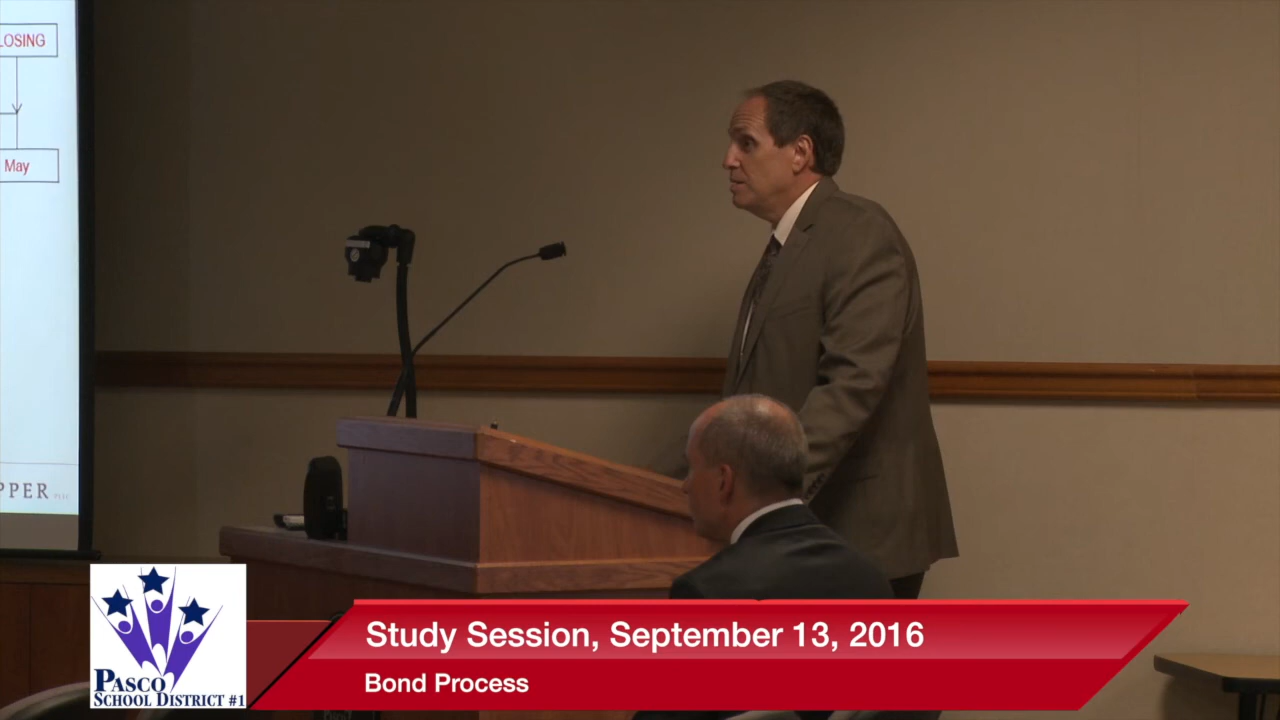 LOSING
May
PPER
Study Session, September 13, 2016
Bond Process
PASCO
SCHOOL DISTRICT #1